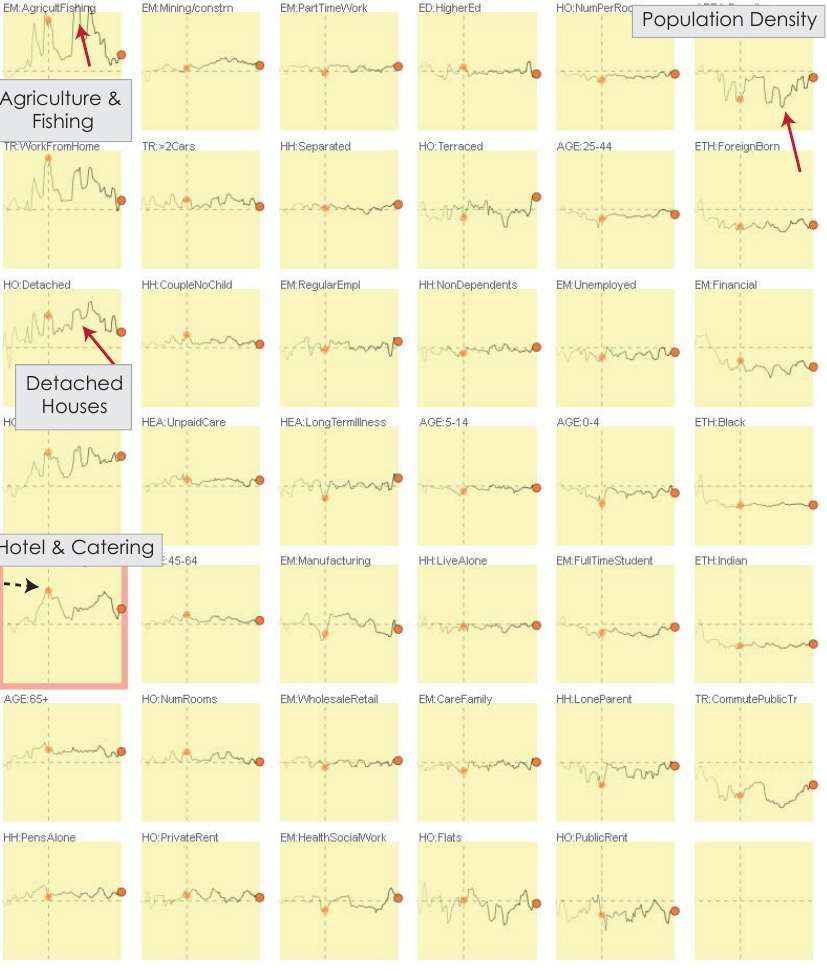 EM:AgricultFishing EM:Mining/constrn EM:PartTimeWork ED:HigherEd HO:NumPerRoo
Population Density
Agriculture &
Fishing
TR:WorkFromHome TR:>2Cars HH:Separated HO:Terraced AGE:25-44 ETH:ForeignBorn
HO:Detached HH:CoupleNoChild EM:RegularEmpl HH:NonDependents EM:Unemployed EM:Financial
Detached
Houses
HEA:UnpaidCare HEA:LongTermIllness AGE:5-14 AGE:0-4 ETH:Black
Hotel & Catering
:45-64 EM:Manufacturing HH:LiveAlone EM:FullTimeStudent ETH:Indian
AGE:65+ HO:NumRooms EM:WholesaleRetail EM:CareFamily HH:LoneParent TR:CommutePublicTr
HH:PensAlone HO:PrivateRent EM:HealthSocialWork HO:Flats HO:PublicRent